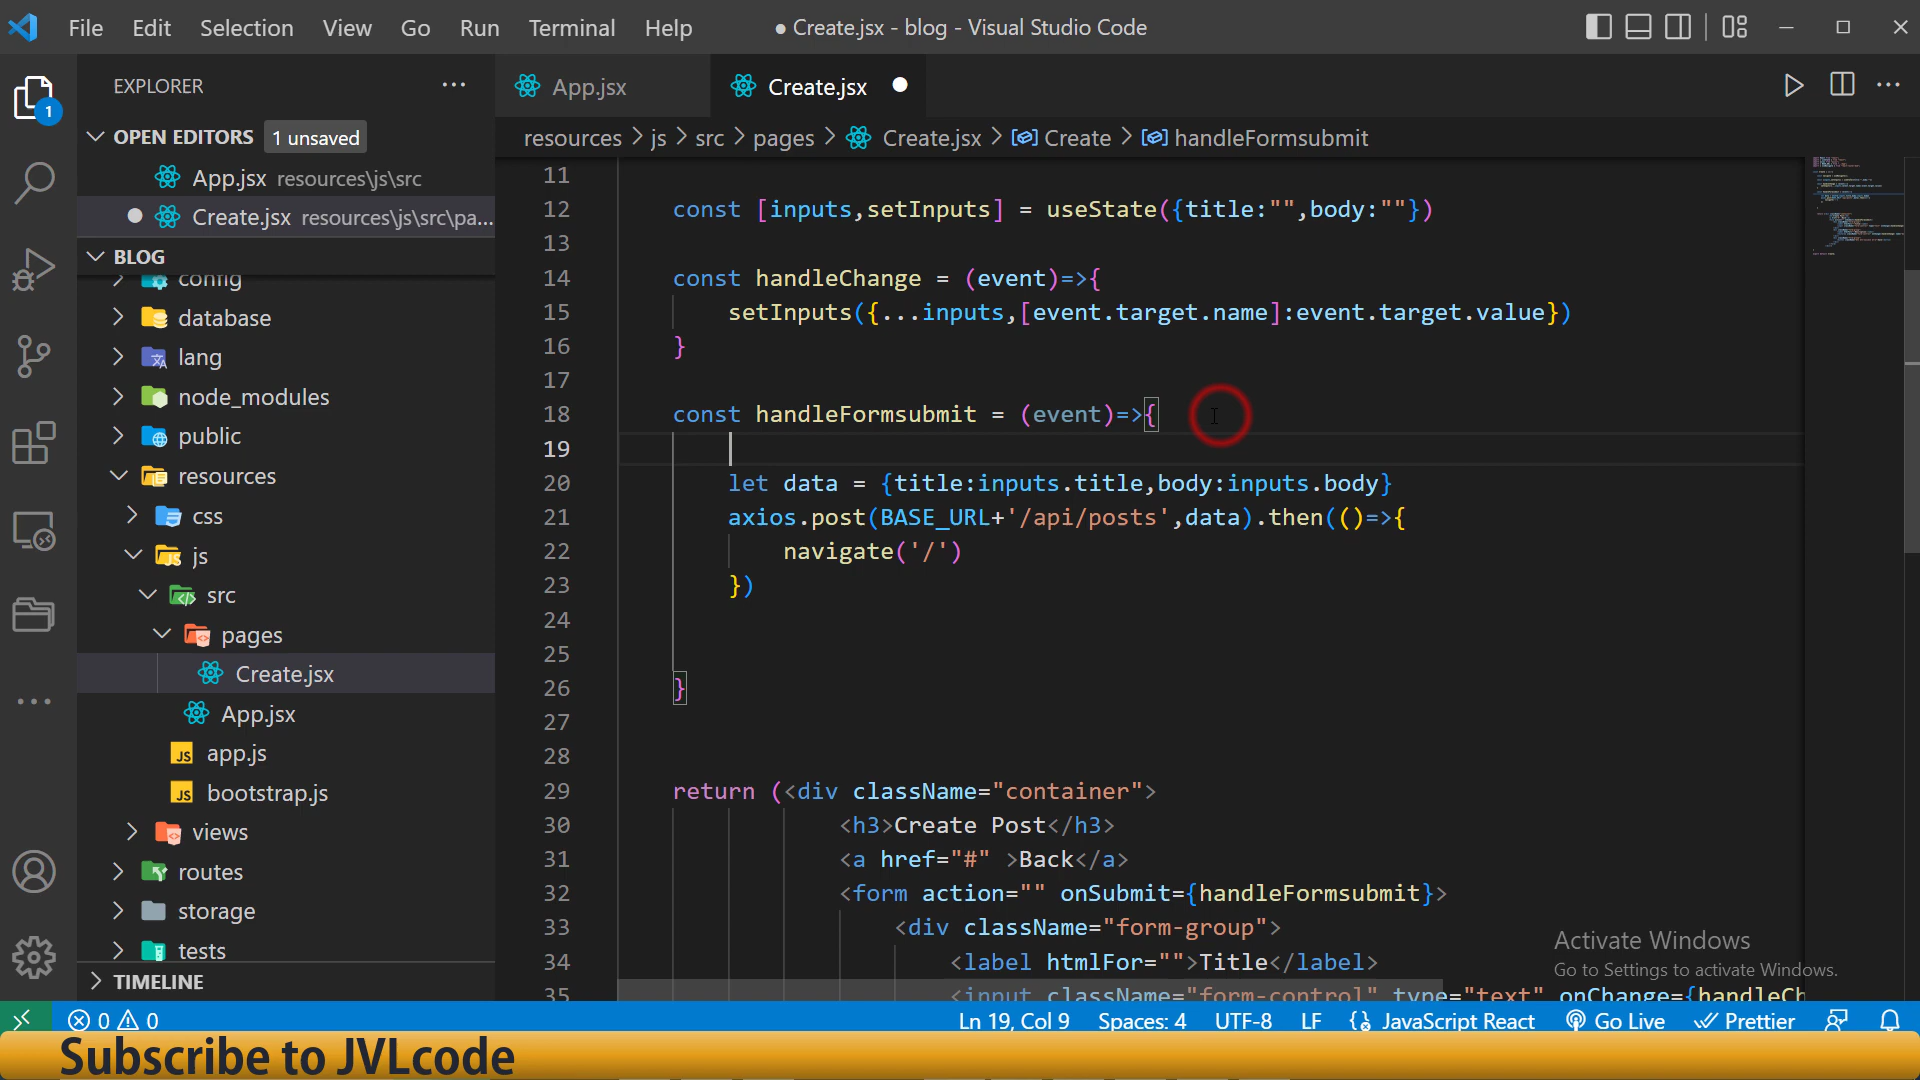 File Edit Selection View Go Run Terminal Help
● Create.jsx - blog - Visual Studio Code
EXPLORER
OPEN EDITORS 1 unsaved
App.jsx resources\js\src
Create.jsx resources\js\src\pa...
BLOG
config
database
lang
node_modules
public
resources
css
js
src
pages
Create.jsx
App.jsx
app.js
bootstrap.js
views
routes
storage
tests
TIMELINE
1
App.jsx
Create.jsx
resources > js > src > pages > Create.jsx > Create > handleFormsubmit
11
12 const [inputs,setInputs] = useState({title:"",body:""})
13
14 const handleChange = (event)=>{
15 setInputs({...inputs,[event.target.name]:event.target.value})
16 }
17
18 const handleFormsubmit = (event)=>{
19
20 let data = {title:inputs.title,body:inputs.body}
21 axios.post(BASE_URL+'/api/posts',data).then(()=>{
22 navigate('/')
23 })
24
25
26 }
27
28
29 return (<div className="container">
30 <h3>Create Post</h3>
31 <a href="#" >Back</a>
32 <form action="" onSubmit={handleFormsubmit}>
33 <div className="form-group">
34 <label htmlFor="">Title</label>
35 <input className="form-control" type="text" onChange={handleCh
Activate Windows
Go to Settings to activate Windows.
0 0 Ln 19, Col 9 Spaces: 4 UTF-8 LF {} JavaScript React Go Live Prettier
Subscribe to JVLcode